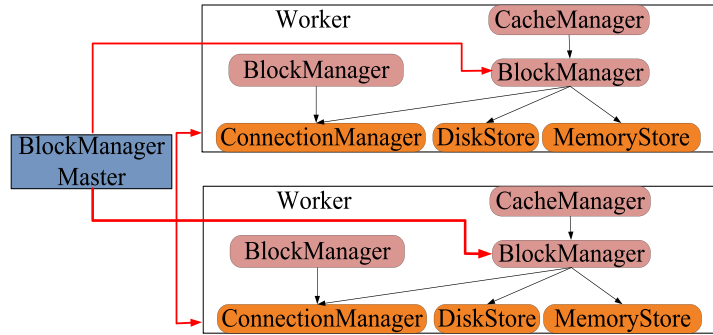 Worker
CacheManager
BlockManager
BlockManager
ConnectionManager
DiskStore
MemoryStore
BlockManager
Master
Worker
CacheManager
BlockManager
BlockManager
ConnectionManager
DiskStore
MemoryStore